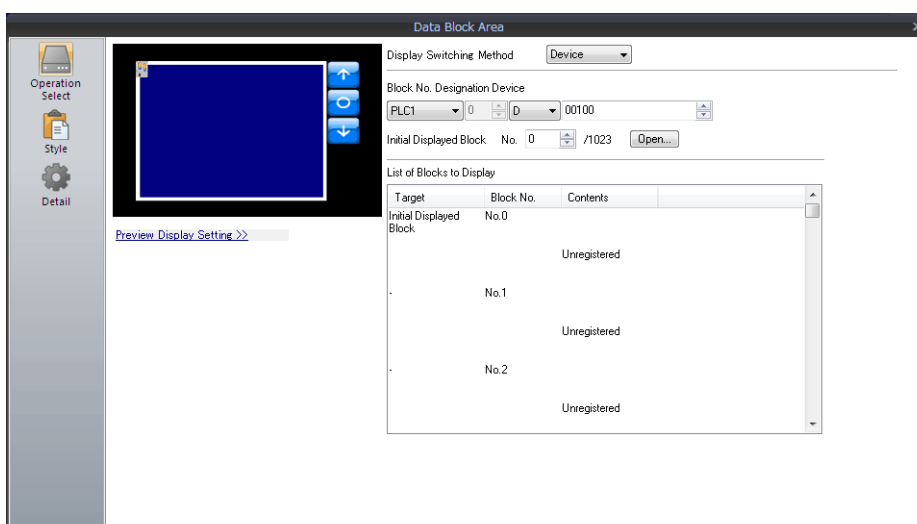 Data Block Area
Operation
Select
Style
Detail
Preview Display Setting >>
Display Switching Method Device
Block No. Designation Device
PLC1 0 D 00100
Initial Displayed Block No. 0 /1023 Open...
List of Blocks to Display
Target Block No. Contents
Initial Displayed No.0
Block
Unregistered
- No.1
Unregistered
- No.2
Unregistered